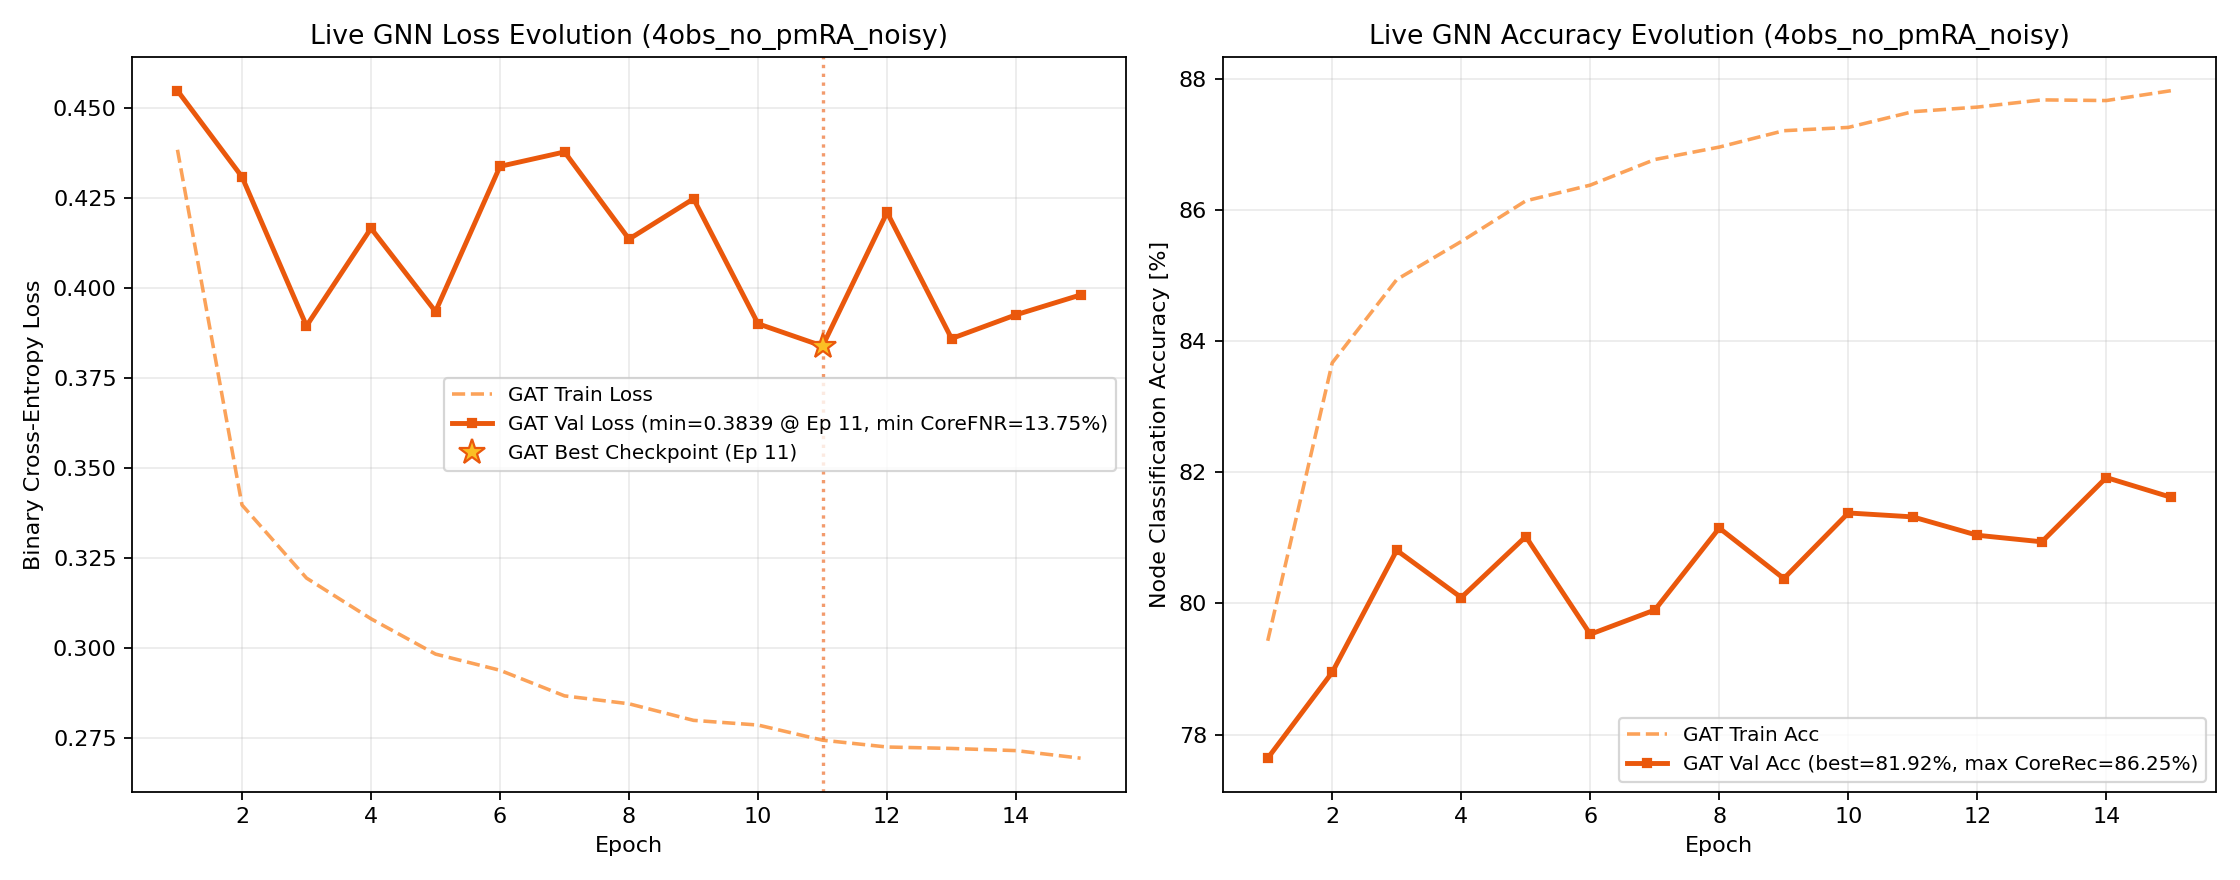 Live GNN Loss Evolution (4obs_no_pmRA_noisy)
Binary Cross-Entropy Loss
0.450
0.425
0.400
0.375
0.350
0.325
0.300
0.275
GAT Train Loss
GAT Val Loss (min=0.3839 @ Ep 11, min CoreFNR=13.75%)
GAT Best Checkpoint (Ep 11)
2 4 6 8 10 12 14
Epoch
Live GNN Accuracy Evolution (4obs_no_pmRA_noisy)
Node Classification Accuracy [%]
88
86
84
82
80
78
GAT Train Acc
GAT Val Acc (best=81.92%, max CoreRec=86.25%)
2 4 6 8 10 12 14
Epoch